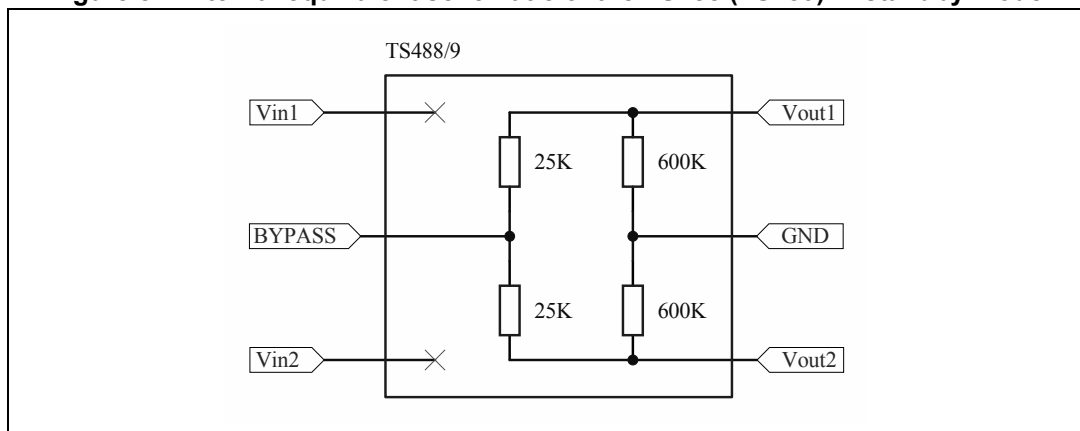 TS488/9
Vin1
Vout1
25K
600K
BYPASS
GND
25K
600K
Vin2
Vout2